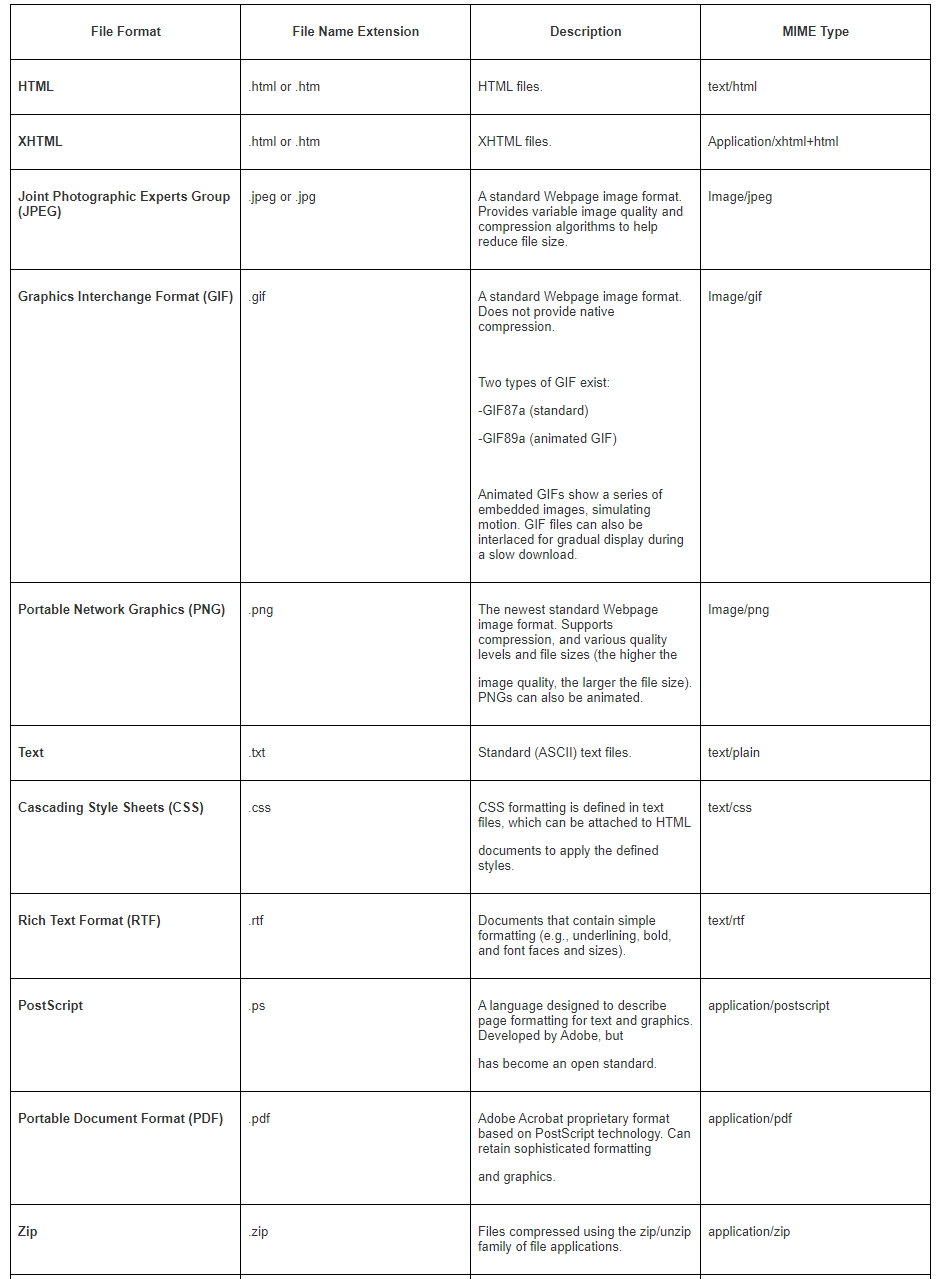 File Format
File Name Extension
Description
MIME Type
HTML
.html or .htm
HTML files.
text/html
XHTML
.html or .htm
XHTML files.
Application/xhtml+html
Joint Photographic Experts Group
(JPEG)
.jpeg or .jpg
A standard Webpage image format.
Provides variable image quality and
compression algorithms to help
reduce file size.
Image/jpeg
Graphics Interchange Format (GIF)
.gif
A standard Webpage image format.
Does not provide native
compression.
Two types of GIF exist:
-GIF87a (standard)
-GIF89a (animated GIF)
Animated GIFs show a series of
embedded images, simulating
motion. GIF files can also be
interlaced for gradual display during
a slow download.
Image/gif
Portable Network Graphics (PNG)
.png
The newest standard Webpage
image format. Supports
compression, and various quality
levels and file sizes (the higher the
image quality, the larger the file size).
PNGs can also be animated.
Image/png
Text
.txt
Standard (ASCII) text files.
text/plain
Cascading Style Sheets (CSS)
.css
CSS formatting is defined in text
files, which can be attached to HTML
documents to apply the defined
styles.
text/css
Rich Text Format (RTF)
.rtf
Documents that contain simple
formatting (e.g., underlining, bold,
and font faces and sizes).
text/rtf
PostScript
.ps
A language designed to describe
page formatting for text and graphics.
Developed by Adobe, but
has become an open standard.
application/postscript
Portable Document Format (PDF)
.pdf
Adobe Acrobat proprietary format
based on PostScript technology. Can
retain sophisticated formatting
and graphics.
application/pdf
Zip
.zip
Files compressed using the zip/unzip
family of file applications.
application/zip